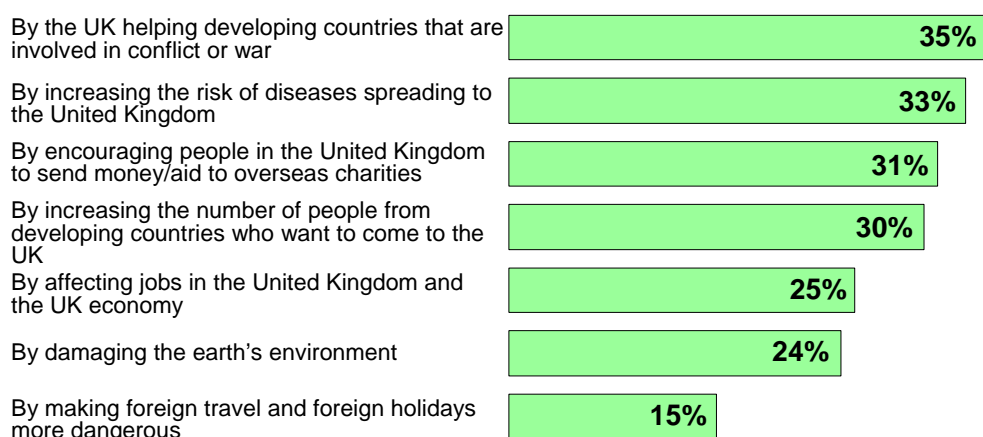 By the UK helping developing countries that are
involved in conflict or war
35%
By increasing the risk of diseases spreading to
the United Kingdom
33%
By encouraging people in the United Kingdom
to send money/aid to overseas charities
31%
By increasing the number of people from
developing countries who want to come to the
UK
30%
By affecting jobs in the United Kingdom and
the UK economy
25%
By damaging the earth's environment
24%
By making foreign travel and foreign holidays
more dangerous
15%